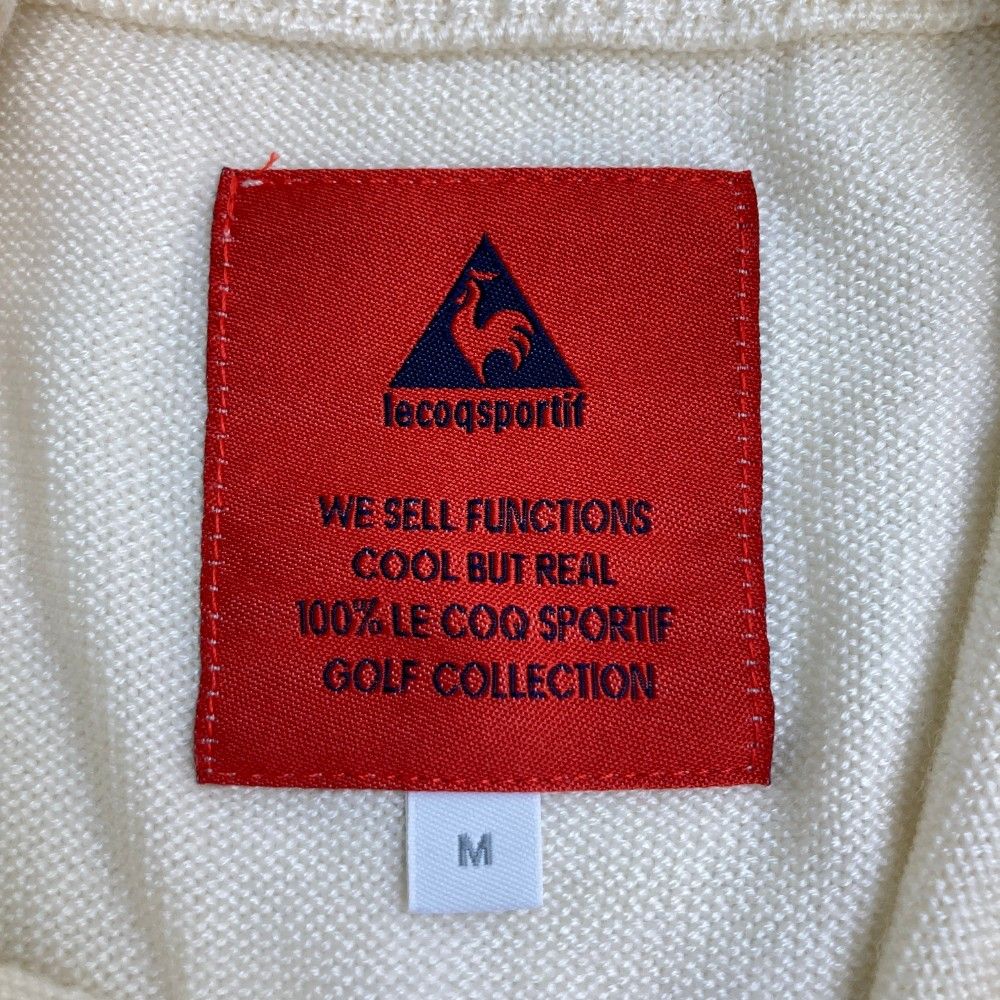 lecoqsportif
WE SELL FUNCTIONS
COOL BUT REAL
100% LE COQ SPORTIF
GOLF COLLECTION
M